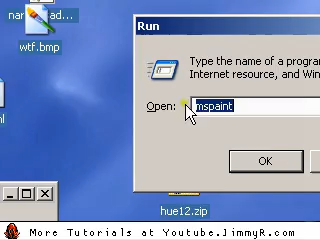 nar ad...
wtf.bmp
Run
Type the name of a program
Internet resource, and Win
Open:
mspaint
OK
hue12.zip
More Tutorials at Youtube.JimmyR.com